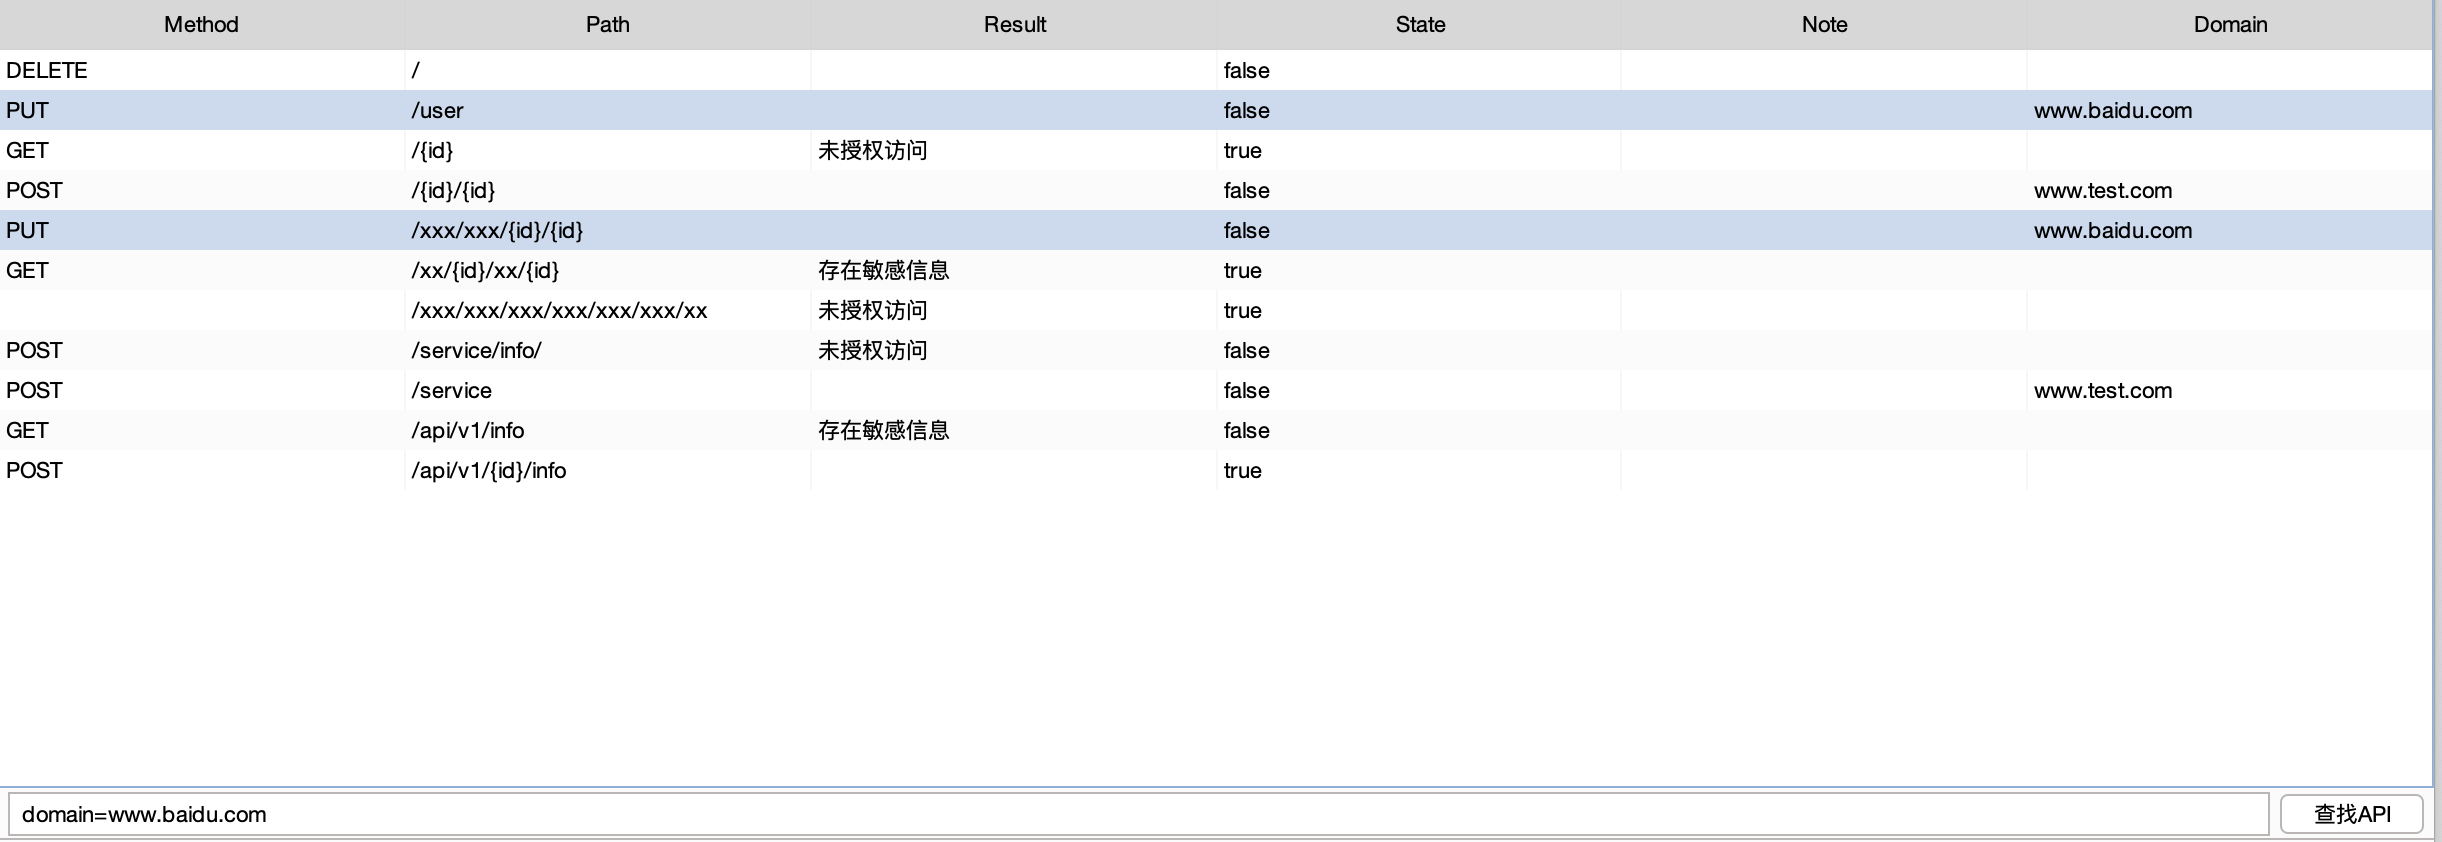 Method Path Result State Note Domain
DELETE / false
PUT /user false www.baidu.com
GET /{id} 未授权访问 true
POST /{id}/{id} false www.test.com
PUT /xxx/xxx/{id}/{id} false www.baidu.com
GET /xx/{id}/xx/{id} 存在敏感信息 true
/xxx/xxx/xxx/xxx/xxx/xxx/xx 未授权访问 true
POST /service/info/ 未授权访问 false
POST /service false www.test.com
GET /api/v1/info 存在敏感信息 false
POST /api/v1/{id}/info true
domain=www.baidu.com 查找API